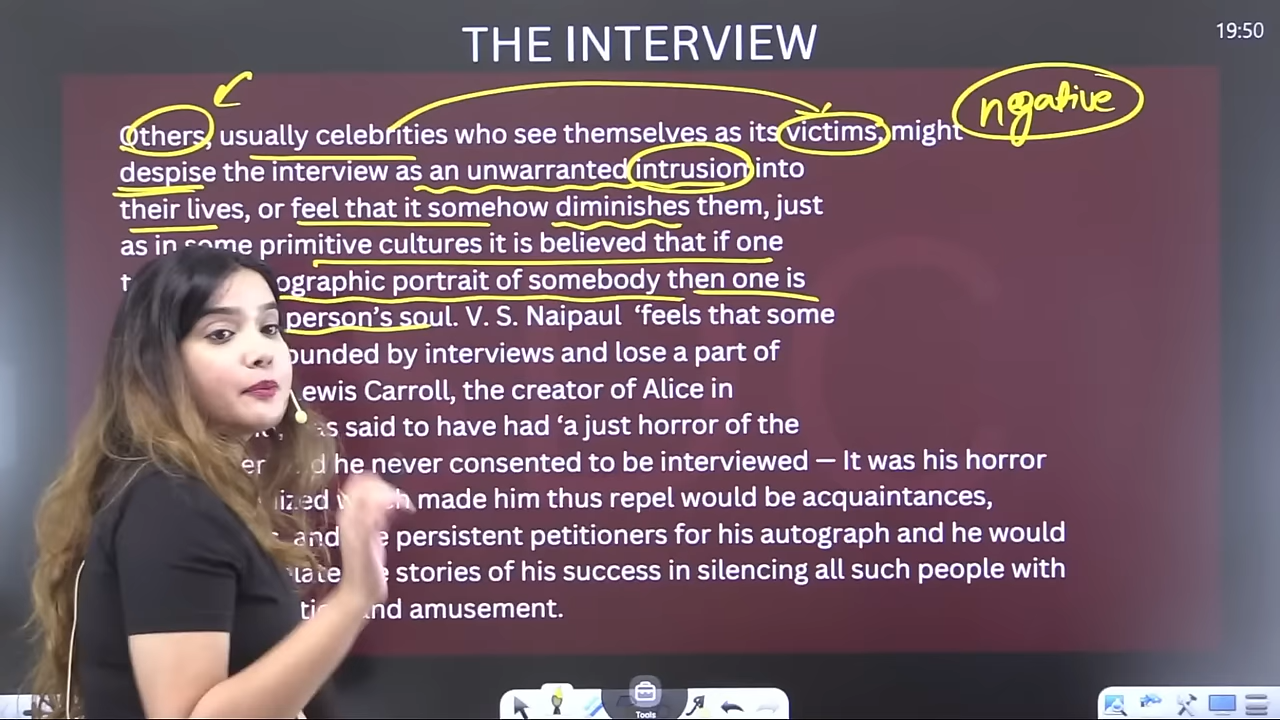 THE INTERVIEW
19:50
negative
Others, usually celebrities who see themselves as its victims, might
despise the interview as an unwarranted intrusion into
their lives, or feel that it somehow diminishes them, just
as in some primitive cultures it is believed that if one
ographic portrait of somebody then one is
person's soul. V. S. Naipaul ‘feels that some
ounded by interviews and lose a part of
ewis Carroll, the creator of Alice in
said to have had ‘a just horror of the
he never consented to be interviewed — It was his horror
made him thus repel would be acquaintances,
and persistent petitioners for his autograph and he would
stories of his success in silencing all such people with
and amusement.
Tools